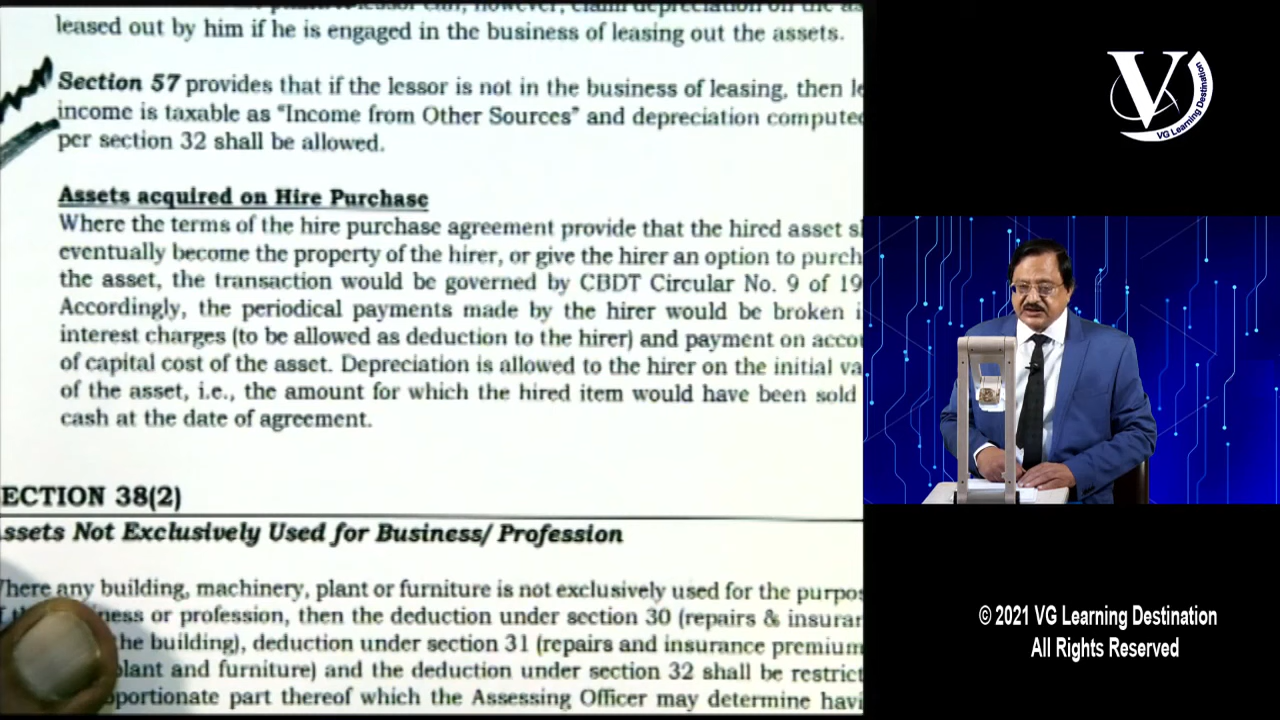 leased out by him if he is engaged in the business of leasing out the assets.
Section 57 provides that if the lessor is not in the business of leasing, then le
income is taxable as “Income from Other Sources” and depreciation computed
per section 32 shall be allowed.
Assets acquired on Hire Purchase
Where the terms of the hire purchase agreement provide that the hired asset s
eventually become the property of the hirer, or give the hirer an option to purch
the asset, the transaction would be governed by CBDT Circular No. 9 of 19
Accordingly, the periodical payments made by the hirer would be broken i
interest charges (to be allowed as deduction to the hirer) and payment on accou
of capital cost of the asset. Depreciation is allowed to the hirer on the initial va
of the asset, i.e., the amount for which the hired item would have been sold
cash at the date of agreement.
ECTION 38(2)
ssets Not Exclusively Used for Business/ Profession
here any building, machinery, plant or furniture is not exclusively used for the purpos
ness or profession, then the deduction under section 30 (repairs & insuran
he building), deduction under section 31 (repairs and insurance premium
plant and furniture) and the deduction under section 32 shall be restrict
portionate part thereof which the Assessing Officer may determine havi
V
VG Learning Destination
© 2021 VG Learning Destination
All Rights Reserved